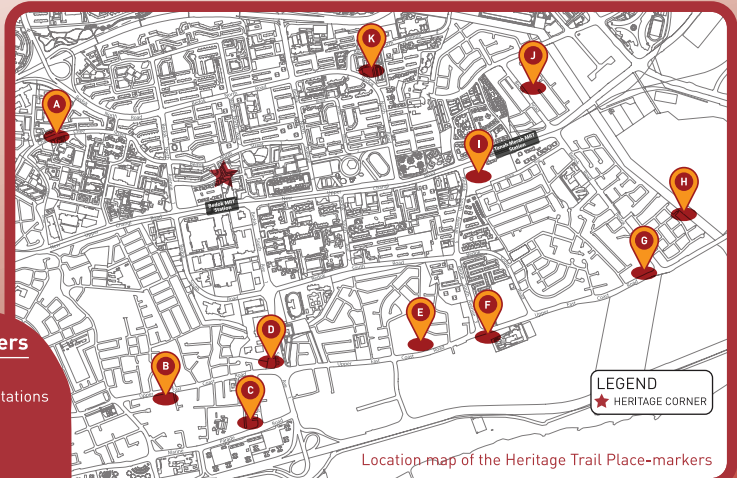 K
J
A
I
Tanah Merah MRT
Station
Bedok MRT
Station
H
G
F
E
D
B
C
ers
tations
LEGEND
HERITAGE CORNER
Location map of the Heritage Trail Place-markers